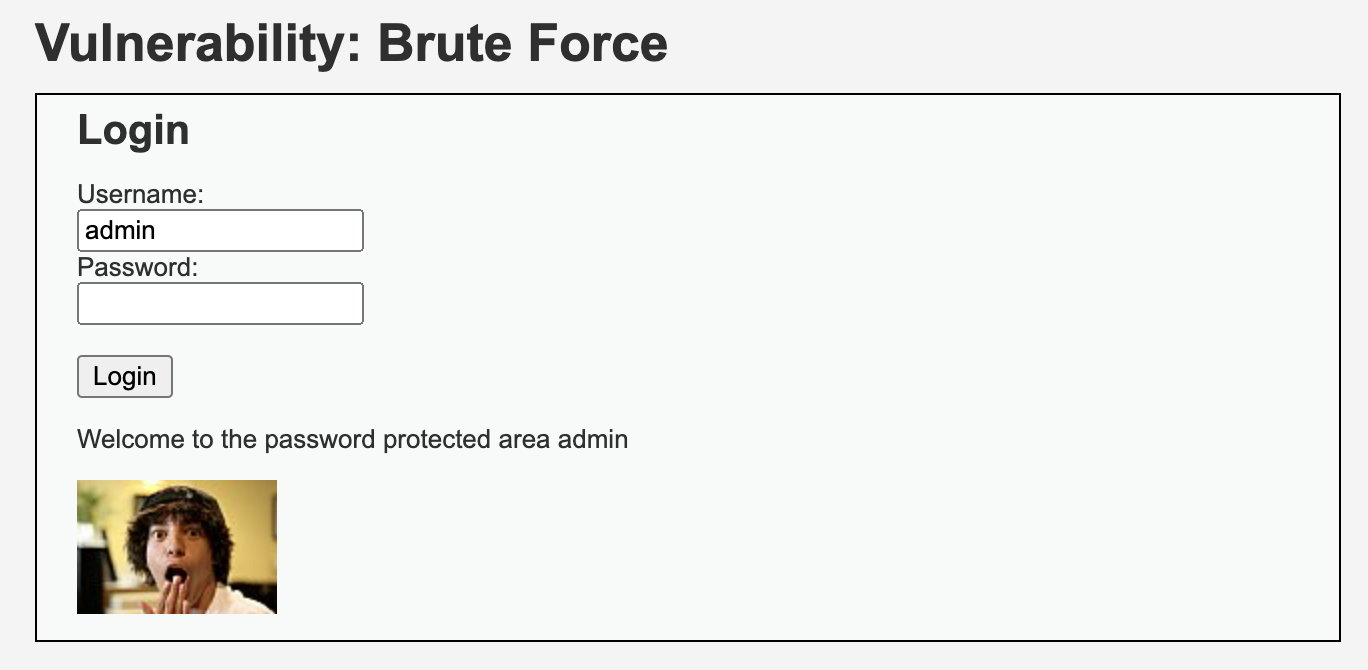 Vulnerability: Brute Force
Login
Username:
admin
Password:
Login
Welcome to the password protected area admin